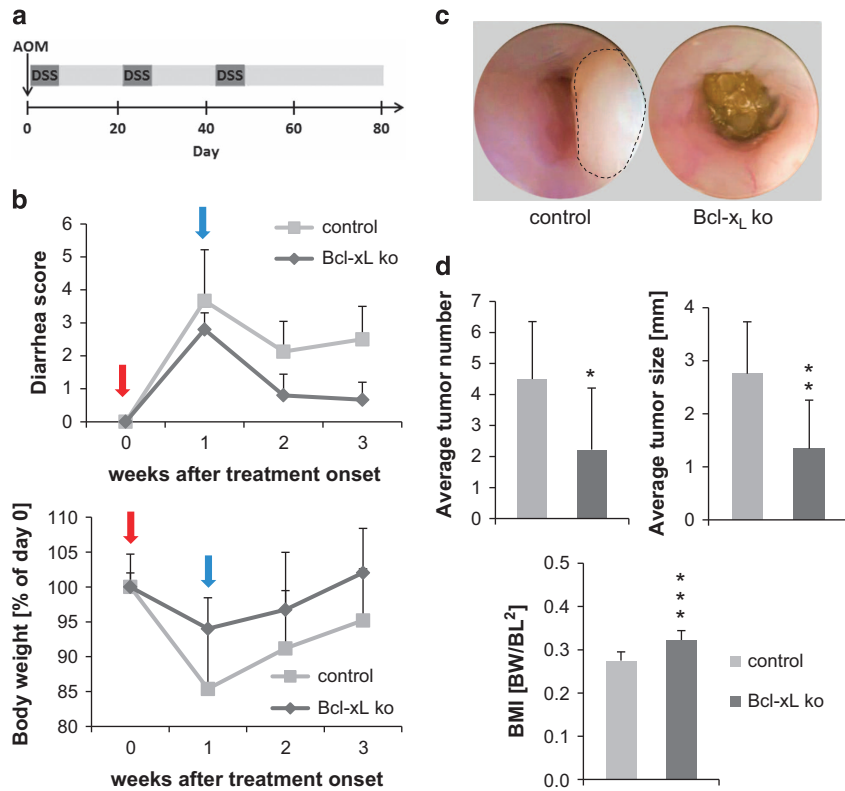 a
AOM
DSS DSS DSS
0 20 40 60 80
Day
b
6
5
4
3
2
1
0
Diarrhea score
control
Bcl-xL ko
0 1 2 3
weeks after treatment onset
110
105
100
95
90
85
80
Body weight [% of day 0]
control
Bcl-xL ko
0 1 2 3
weeks after treatment onset
c
control Bcl-xL ko
d
7
6
5
4
3
2
1
0
Average tumor number
*
4
3
2
1
0
Average tumor size [mm]
**
0.5
0.4
0.3
0.2
0.1
0.0
BMI [BW/BL²]
***
control
Bcl-xL ko